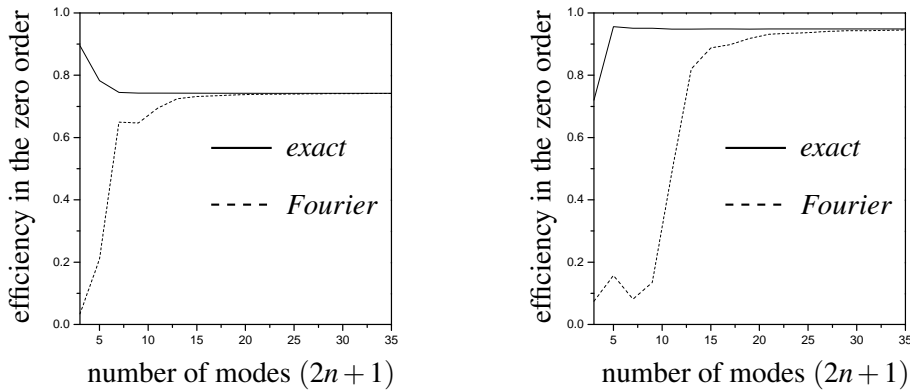 efficiency in the zero order
1.0
0.8
0.6
0.4
0.2
0.0
exact
Fourier
5 10 15 20 25 30 35
number of modes (2n+1)
efficiency in the zero order
1.0
0.8
0.6
0.4
0.2
0.0
exact
Fourier
5 10 15 20 25 30 35
number of modes (2n+1)